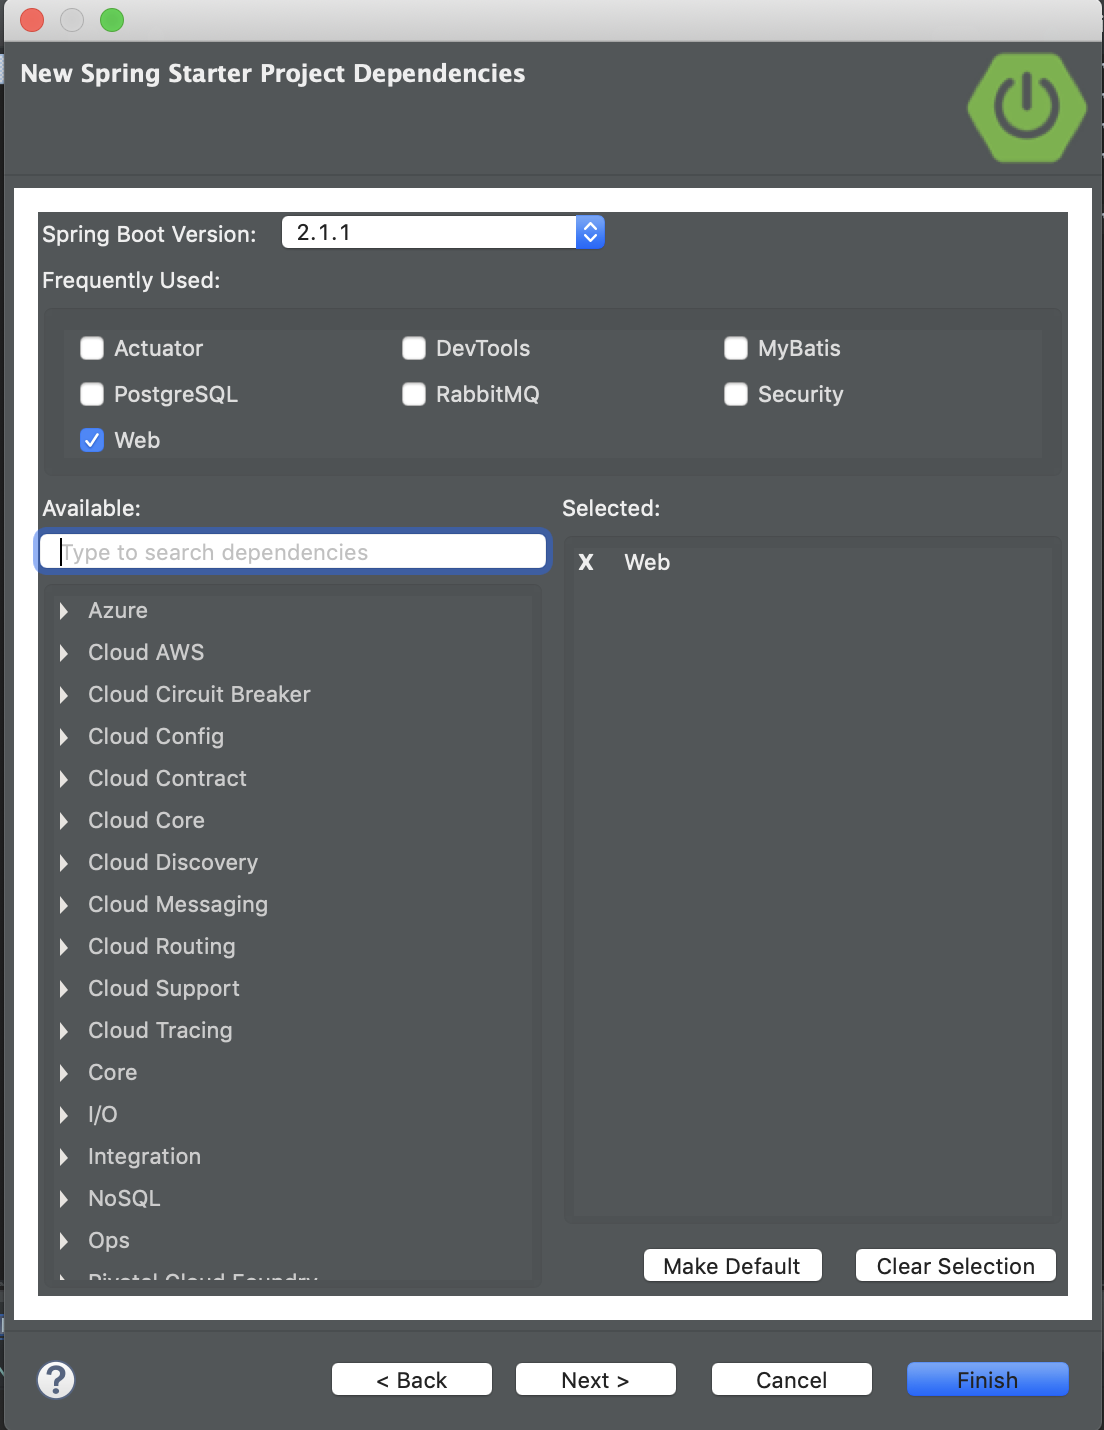 New Spring Starter Project Dependencies
Spring Boot Version: 2.1.1
Frequently Used:
Actuator DevTools MyBatis
PostgreSQL RabbitMQ Security
Web
Available: Selected:
Type to search dependencies
X Web
Azure
Cloud AWS
Cloud Circuit Breaker
Cloud Config
Cloud Contract
Cloud Core
Cloud Discovery
Cloud Messaging
Cloud Routing
Cloud Support
Cloud Tracing
Core
I/O
Integration
NoSQL
Ops
Pivotal Cloud Foundry
Make Default Clear Selection
? < Back Next > Cancel Finish